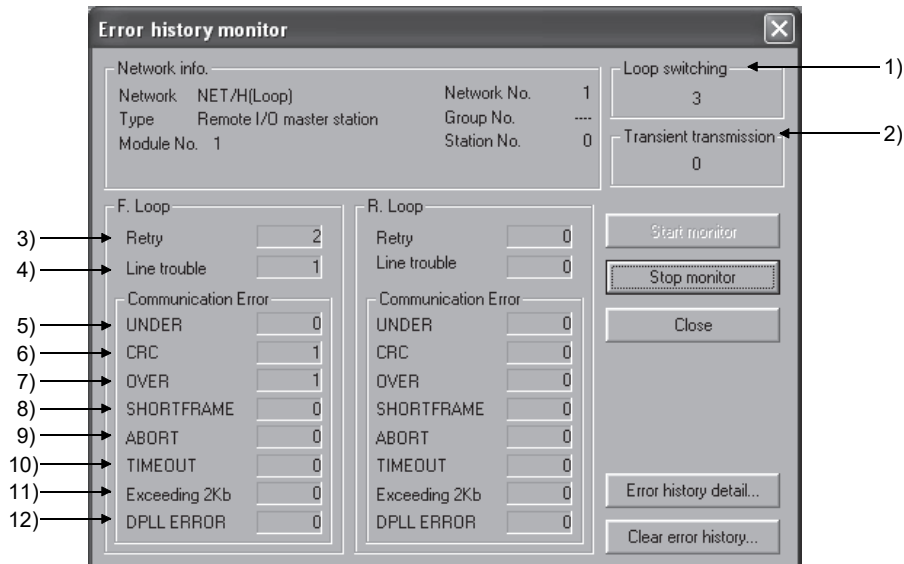 Error history monitor
Network info.
Network NET/H(Loop)
Type Remote I/O master station
Module No. 1
Network No. 1
Group No. ----
Station No. 0
Loop switching
3
1)
Transient transmission
0
2)
F. Loop
3) Retry 2
4) Line trouble 1
Communication Error
5) UNDER 0
6) CRC 1
7) OVER 1
8) SHORTFRAME 0
9) ABORT 0
10) TIMEOUT 0
11) Exceeding 2Kb 0
12) DPLL ERROR 0
R. Loop
Retry 0
Line trouble 0
Communication Error
UNDER 0
CRC 0
OVER 0
SHORTFRAME 0
ABORT 0
TIMEOUT 0
Exceeding 2Kb 0
DPLL ERROR 0
Start monitor
Stop monitor
Close
Error history detail...
Clear error history...